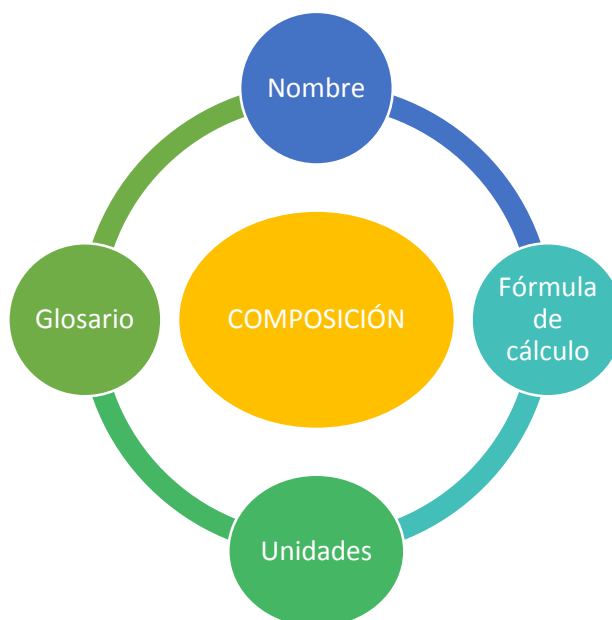 Nombre
Glosario
COMPOSICIÓN
Fórmula
de
cálculo
Unidades